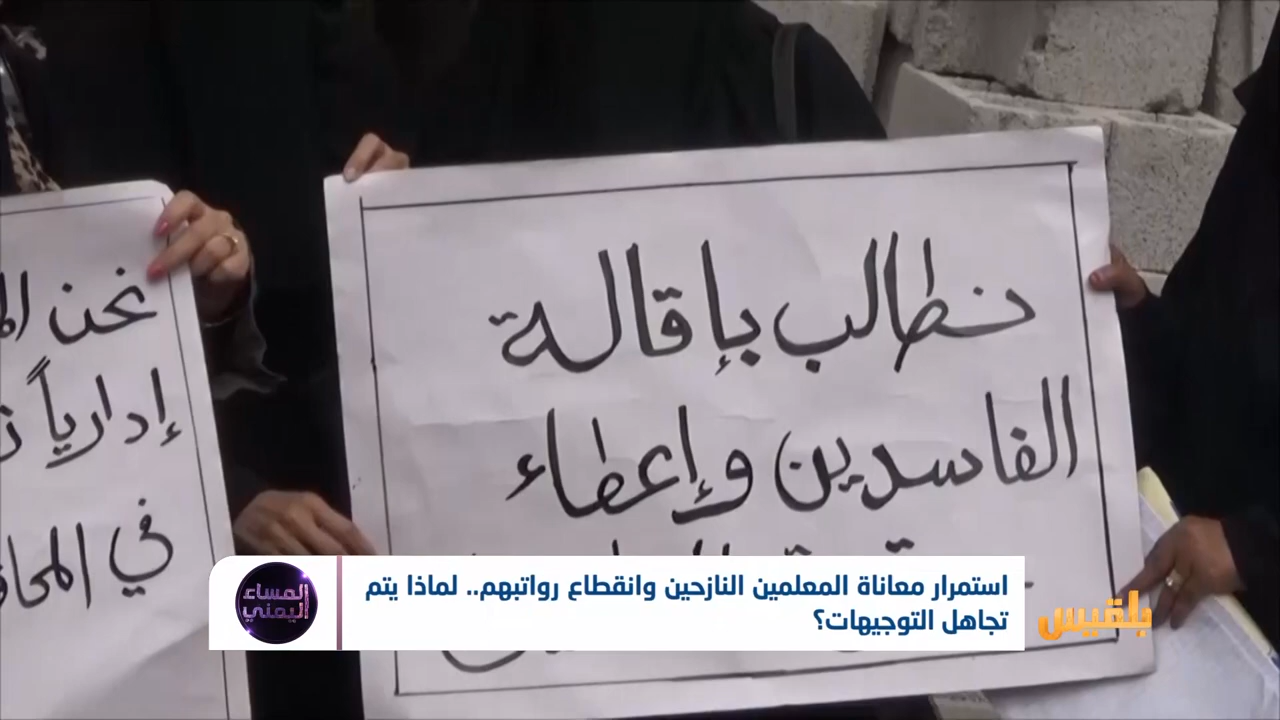 نطالب بإقالة
الفاسدين وإعطاء
نحن
إدارياً
في
استمرار معاناة المعلمين النازحين وانقطاع رواتبهم.. لماذا يتم
تجاهل التوجيهات؟
المساء
اليمني
بلقيس